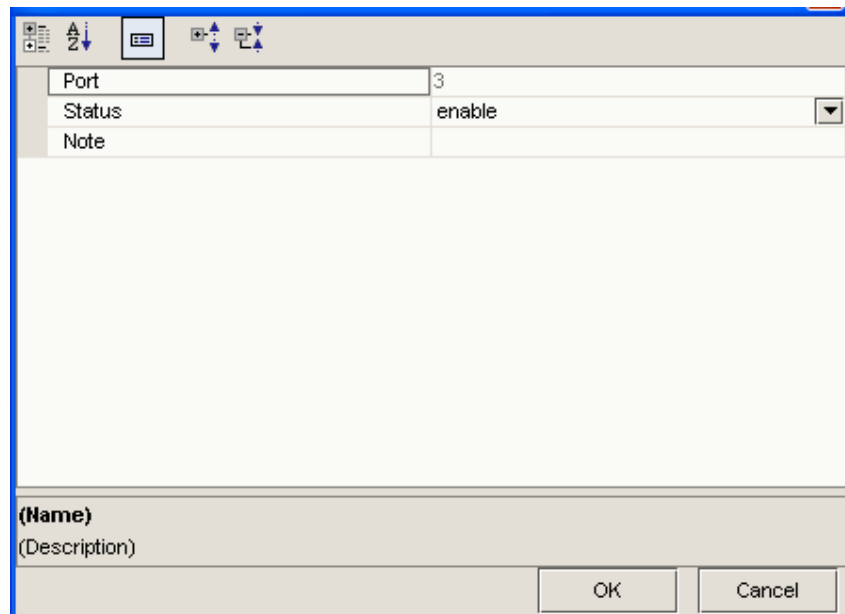 Port 3
Status enable
Note
(Name)
(Description)
OK Cancel